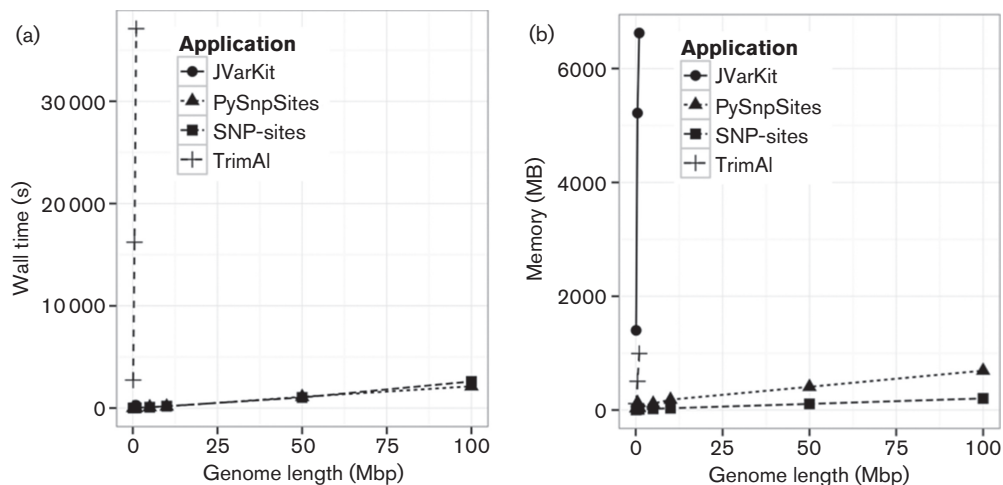 (a)
Application
JVarKit
PySnpSites
SNP-sites
TrimAl
30 000
20 000
10 000
0
Wall time (s)
0
25
50
75
100
Genome length (Mbp)
(b)
Application
JVarKit
PySnpSites
SNP-sites
TrimAl
6000
4000
2000
0
Memory (MB)
0
25
50
75
100
Genome length (Mbp)